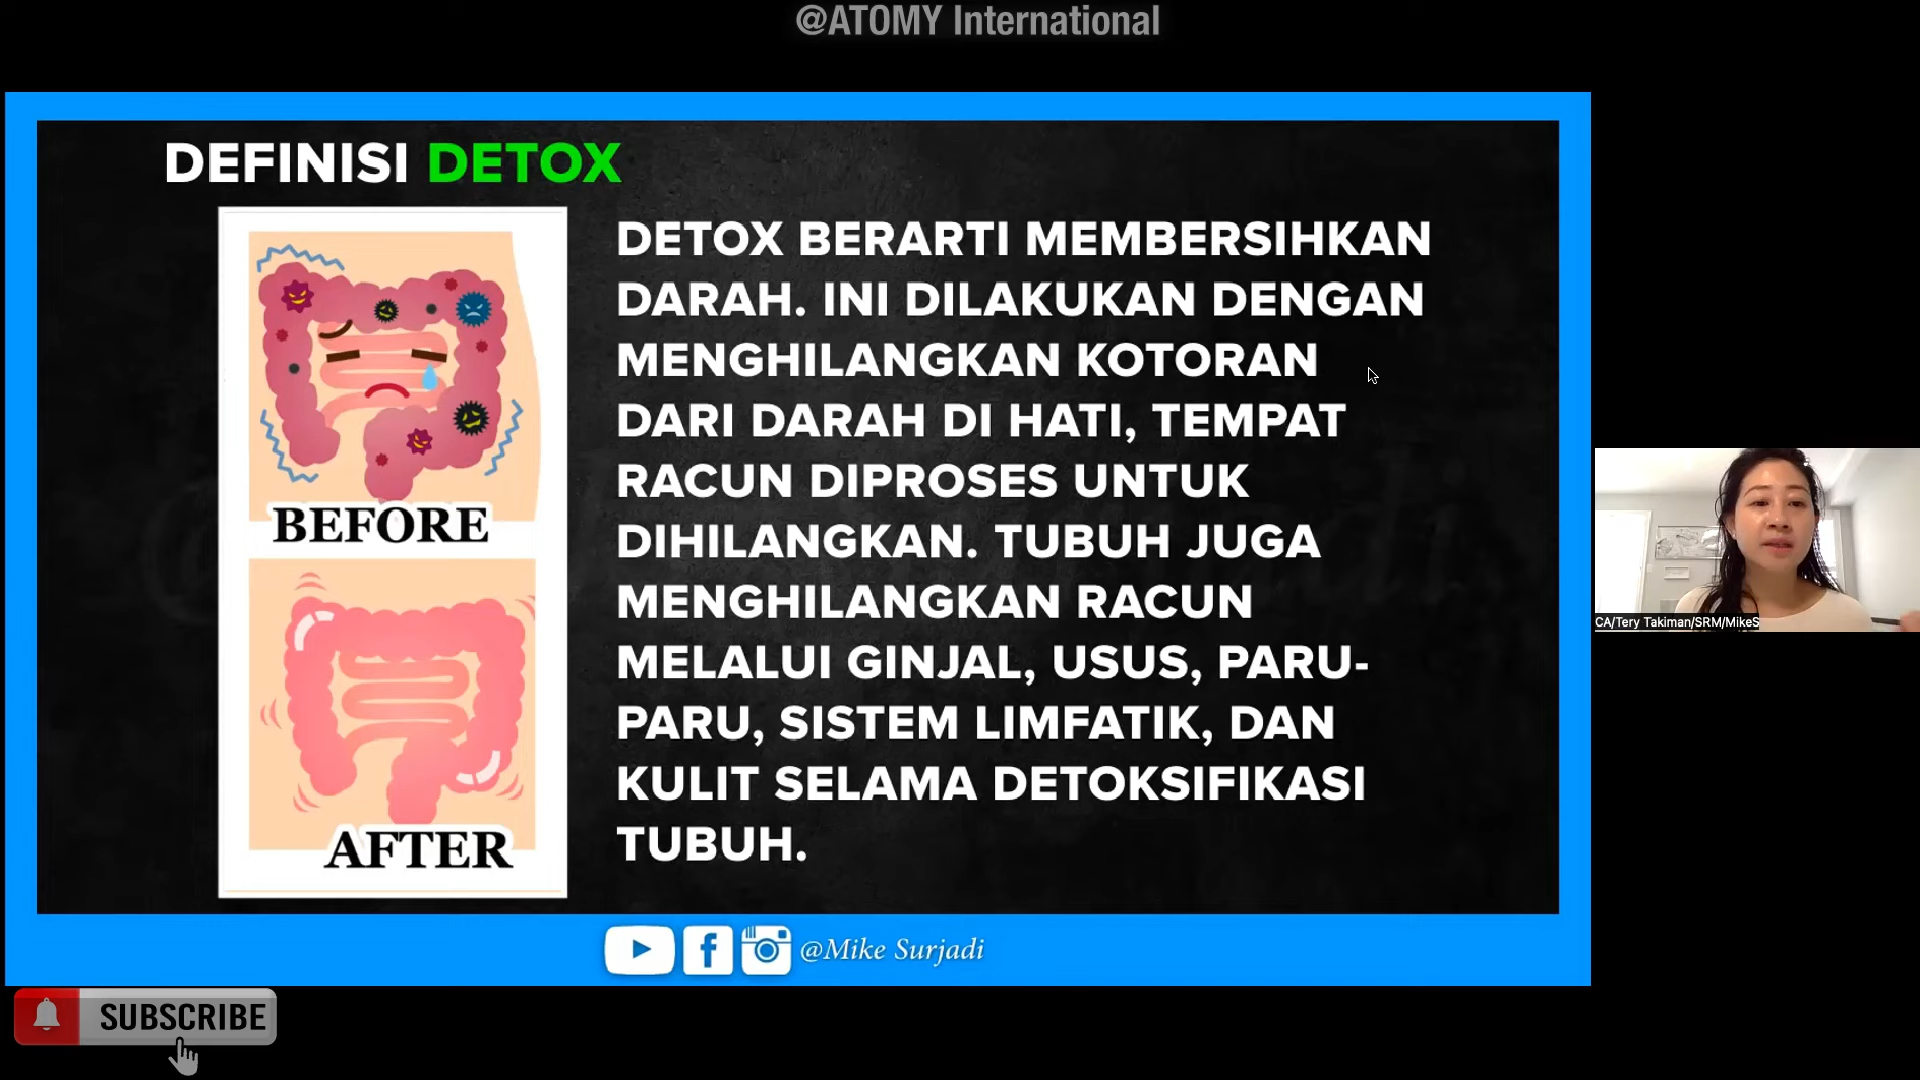 @ATOMY International
DEFINISI DETOX
BEFORE
AFTER
DETOX BERARTI MEMBERSIHKAN
DARAH. INI DILAKUKAN DENGAN
MENGHILANGKAN KOTORAN
DARI DARAH DI HATI, TEMPAT
RACUN DIPROSES UNTUK
DIHILANGKAN. TUBUH JUGA
MENGHILANGKAN RACUN
MELALUI GINJAL, USUS, PARU-
PARU, SISTEM LIMFATIK, DAN
KULIT SELAMA DETOKSIFIKASI
TUBUH.
CA/Tery Takiman/SRM/MikeS
@Mike Surjadi
SUBSCRIBE